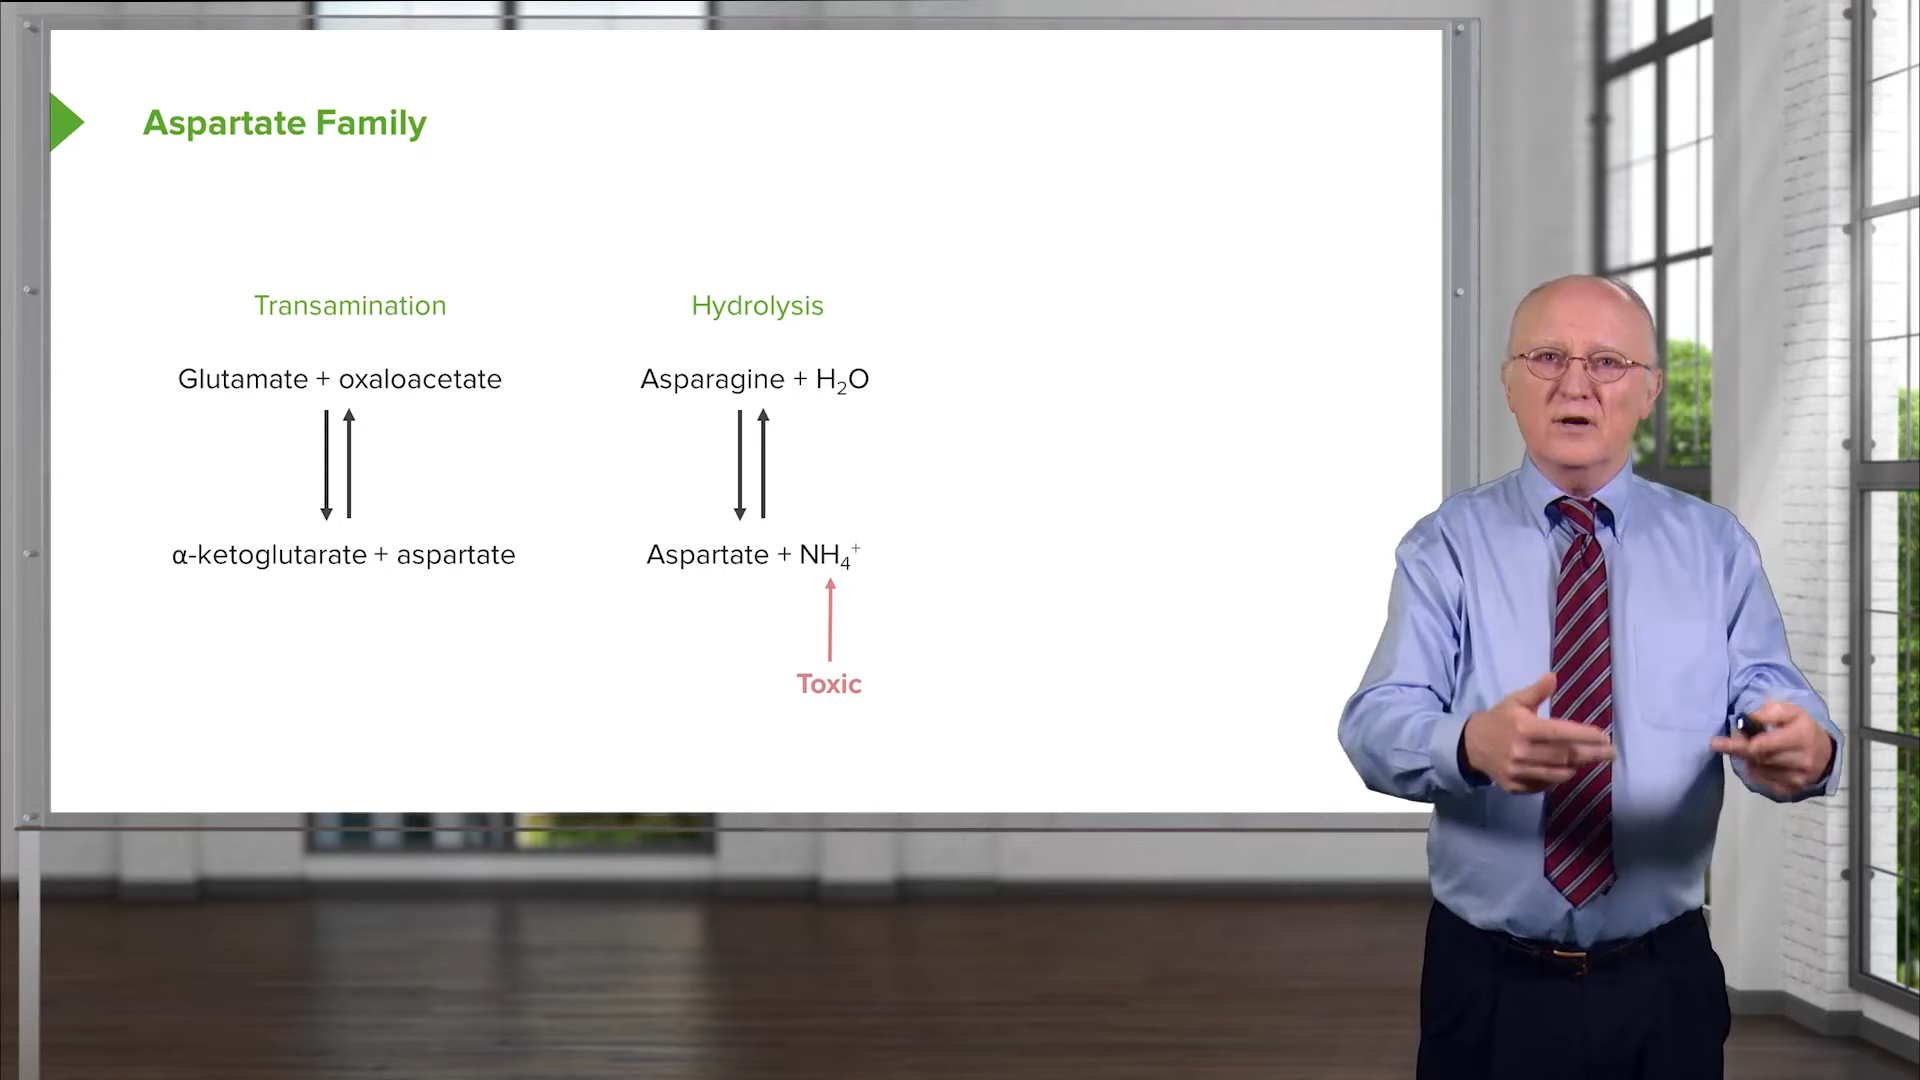 Aspartate Family
Transamination
Glutamate + oxaloacetate
α-ketoglutarate + aspartate
Hydrolysis
Asparagine + H₂O
Aspartate + NH₄⁺
Toxic